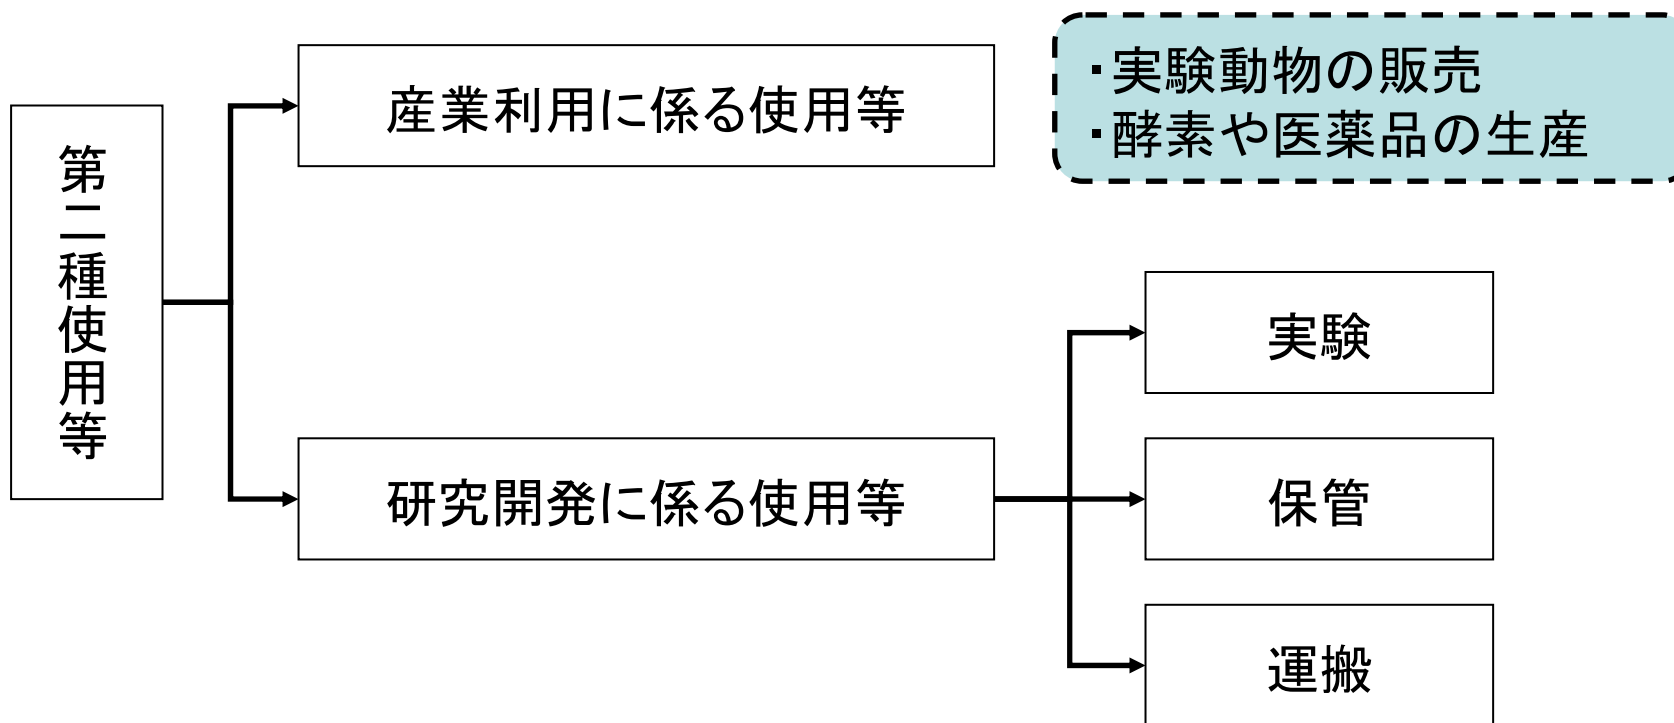 第二種使用等
産業利用に係る使用等
・実験動物の販売
・酵素や医薬品の生産
研究開発に係る使用等
実験
保管
運搬